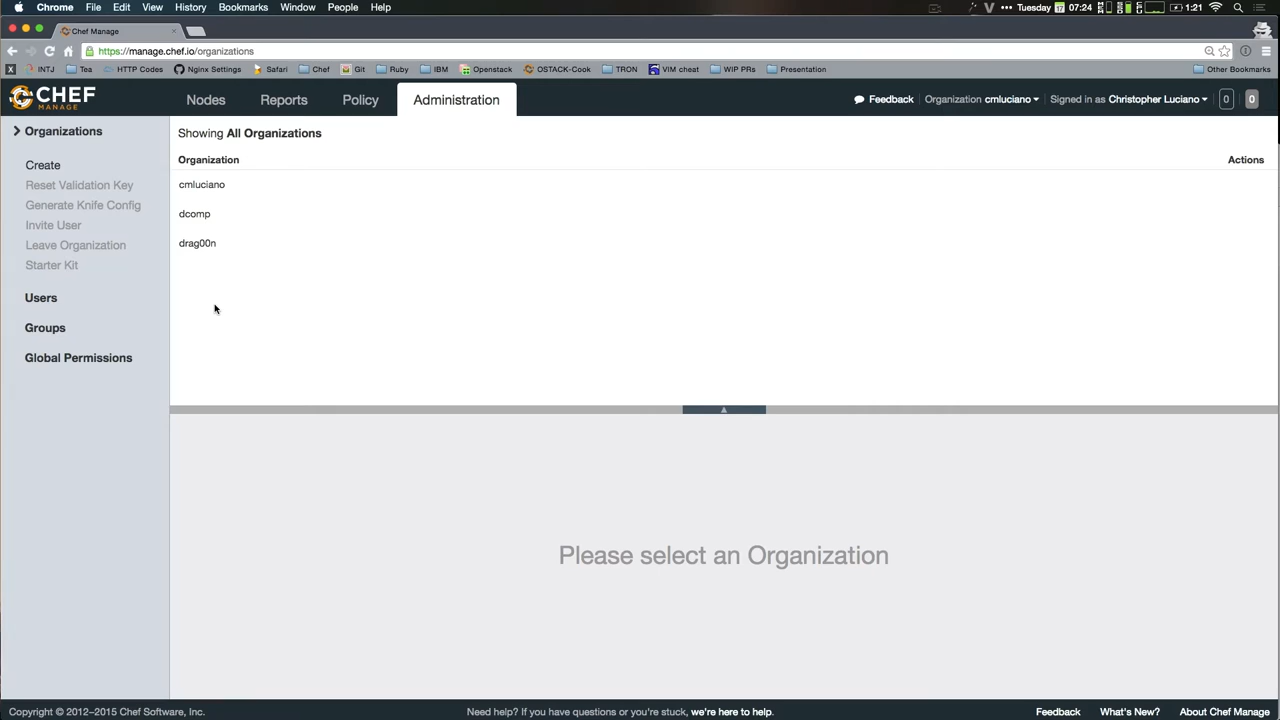 Chrome File Edit View History Bookmarks Window People Help
Tuesday 17 07:24 1:21
Chef Manage
https://manage.chef.io/organizations
INTJ Tea HTTP Codes Nginx Settings Safari Chef Git Ruby IBM Openstack OSTACK-Cook TRON VIM cheat WIP PRs Presentation Other Bookmarks
CHEF
MANAGE
Nodes Reports Policy Administration
Feedback Organization cmluciano Signed in as Christopher Luciano 0 0
Organizations
Create
Reset Validation Key
Generate Knife Config
Invite User
Leave Organization
Starter Kit
Users
Groups
Global Permissions
Showing All Organizations
Organization Actions
cmluciano
dcomp
drag00n
Please select an Organization
Copyright © 2012–2015 Chef Software, Inc. Need help? If you have questions or you're stuck, we're here to help. Feedback What's New? About Chef Manage